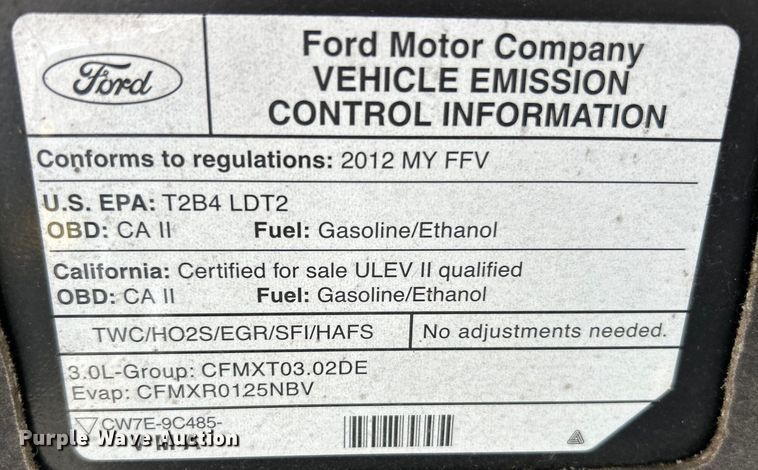 Ford
Ford Motor Company
VEHICLE EMISSION
CONTROL INFORMATION
Conforms to regulations: 2012 MY FFV
U.S. EPA: T2B4 LDT2
OBD: CA II Fuel: Gasoline/Ethanol
California: Certified for sale ULEV II qualified
OBD: CA II Fuel: Gasoline/Ethanol
TWC/HO2S/EGR/SFI/HAFS No adjustments needed.
3.0L-Group: CFMXT03.02DE
Evap: CFMXR0125NBV
CW7E-9C485-
Purple Wave Auction